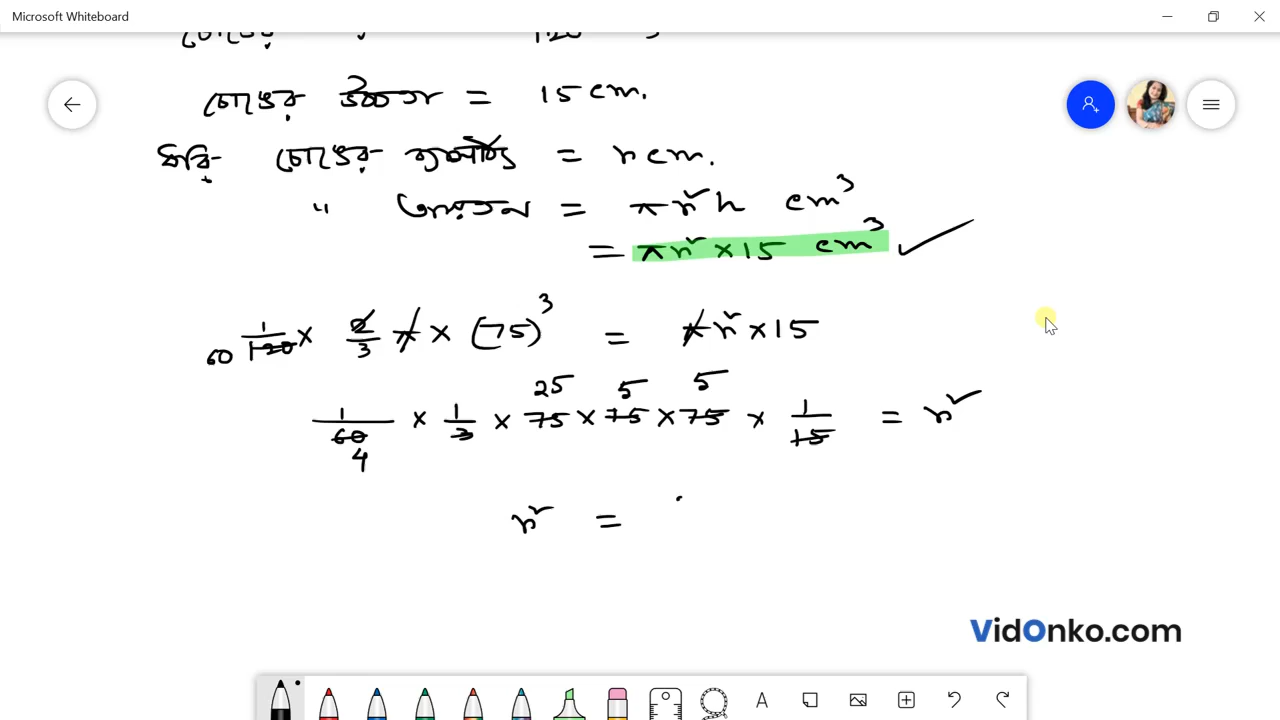 Microsoft Whiteboard
চোঙের উচ্চতা = 15 cm.
ধরি, চোঙের ব্যাসার্ধ = r cm.
" আয়তন = πr²h cm³
= πr² × 15 cm³ ✓
60 1/120 × 2/3 π × (75)³ = πr² × 15
25 5 5
1/60 × 1/3 × 75 × 75 × 75 × 1/15 = r²
4
r² =
VidOnko.com
A